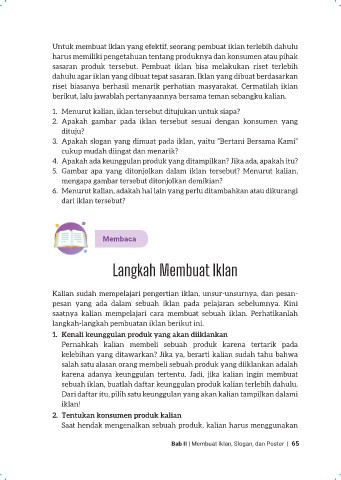 Untuk membuat iklan yang efektif, seorang pembuat iklan terlebih dahulu
harus memiliki pengetahuan tentang produknya dan konsumen atau pihak
sasaran produk tersebut. Pembuat iklan bisa melakukan riset terlebih
dahulu agar iklan yang dibuat tepat sasaran. Iklan yang dibuat berdasarkan
riset biasanya berhasil menarik perhatian masyarakat. Cermatilah iklan
berikut, lalu jawablah pertanyaannya bersama teman sebangku kalian.
1. Menurut kalian, iklan tersebut ditujukan untuk siapa?
2. Apakah gambar pada iklan tersebut sesuai dengan konsumen yang
dituju?
3. Apakah slogan yang dimuat pada iklan, yaitu “Bertani Bersama Kami”
cukup mudah diingat dan menarik?
4. Apakah ada keunggulan produk yang ditampilkan? Jika ada, apakah itu?
5. Gambar apa yang ditonjolkan dalam iklan tersebut? Menurut kalian,
mengapa gambar tersebut ditonjolkan demikian?
6. Menurut kalian, adakah hal lain yang perlu ditambahkan atau dikurangi
dari iklan tersebut?
Membaca
Langkah Membuat Iklan
Kalian sudah mempelajari pengertian iklan, unsur-unsurnya, dan pesan-
pesan yang ada dalam sebuah iklan pada pelajaran sebelumnya. Kini
saatnya kalian mempelajari cara membuat sebuah iklan. Perhatikanlah
langkah-langkah pembuatan iklan berikut ini.
1. Kenali keunggulan produk yang akan diiklankan
Pernahkah kalian membeli sebuah produk karena tertarik pada
kelebihan yang ditawarkan? Jika ya, berarti kalian sudah tahu bahwa
salah satu alasan orang membeli sebuah produk yang diiklankan adalah
karena adanya keunggulan tertentu. Jadi, jika kalian ingin membuat
sebuah iklan, buatlah daftar keunggulan produk kalian terlebih dahulu.
Dari daftar itu, pilih satu keunggulan yang akan kalian tampilkan dalami
iklan!
2. Tentukan konsumen produk kalian
Saat hendak mengenalkan sebuah produk, kalian harus menggunakan
Bab II | Membuat Iklan, Slogan, dan Poster | 65